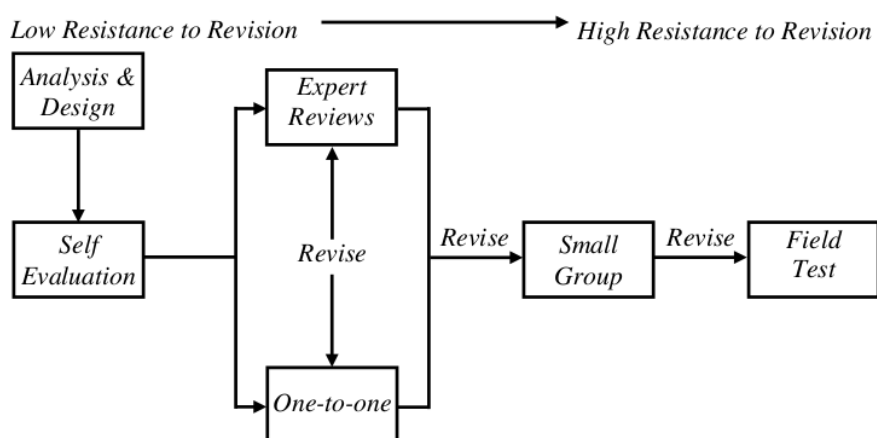 Low Resistance to Revision
High Resistance to Revision
Analysis &
Design
Expert
Reviews
Self
Evaluation
Revise
Revise
Small
Group
Revise
Field
Test
One-to-one